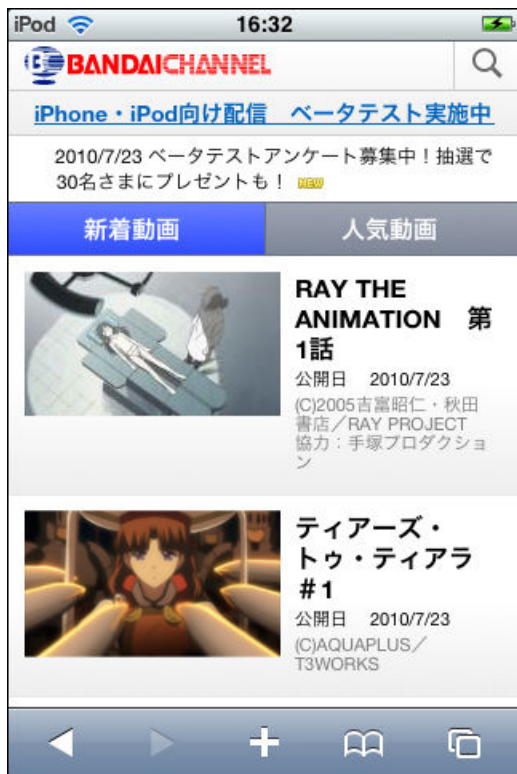 iPod 16:32
B BANDAICHANNEL
iPhone・iPod向け配信　ベータテスト実施中
2010/7/23 ベータテストアンケート募集中！抽選で
30名さまにプレゼントも！ NEW
新着動画 人気動画
RAY THE
ANIMATION　第
1話
公開日　2010/7/23
(C)2005吉富昭仁・秋田
書店／RAY PROJECT
協力：手塚プロダクショ
ン
ティアーズ・
トゥ・ティアラ
＃1
公開日　2010/7/23
(C)AQUAPLUS／
T3WORKS